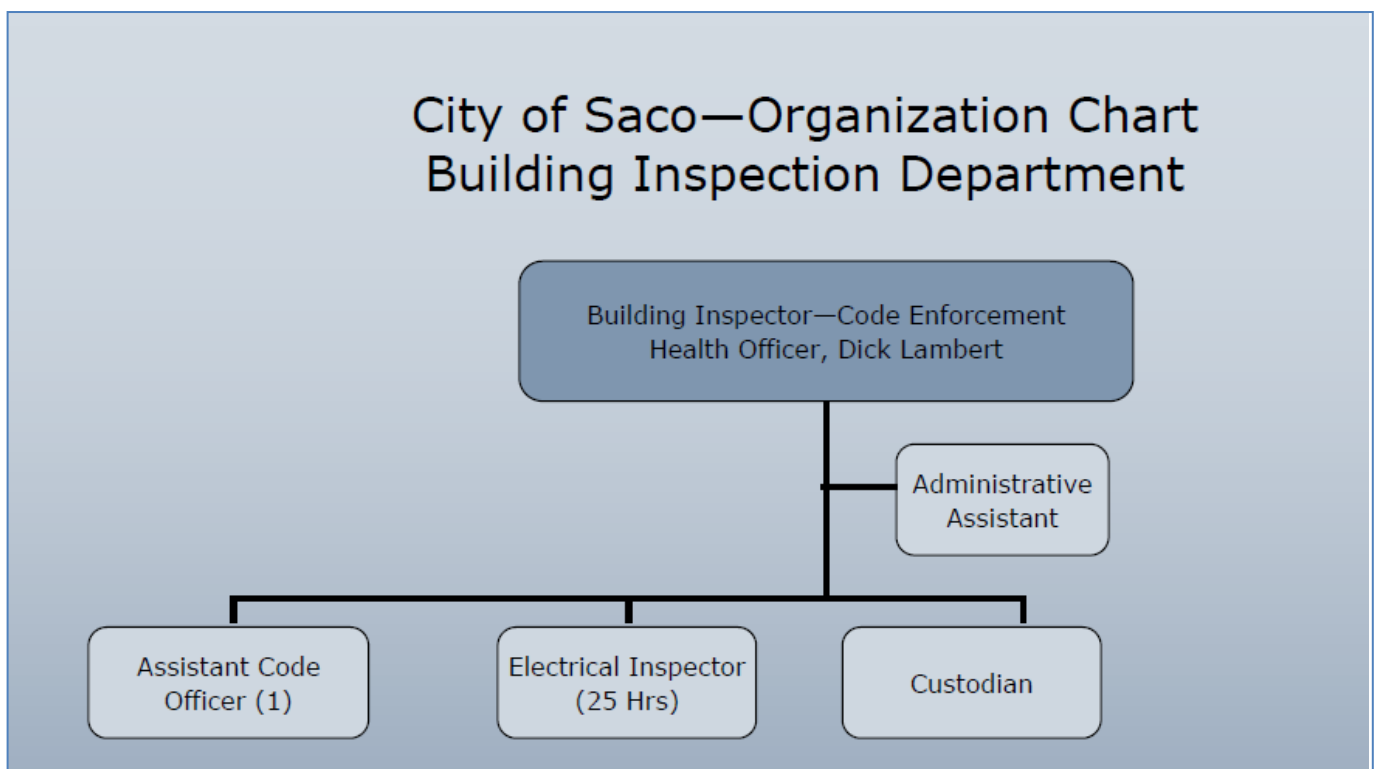 City of Saco—Organization Chart
Building Inspection Department
Building Inspector—Code Enforcement
Health Officer, Dick Lambert
Administrative
Assistant
Assistant Code
Officer (1)
Electrical Inspector
(25 Hrs)
Custodian